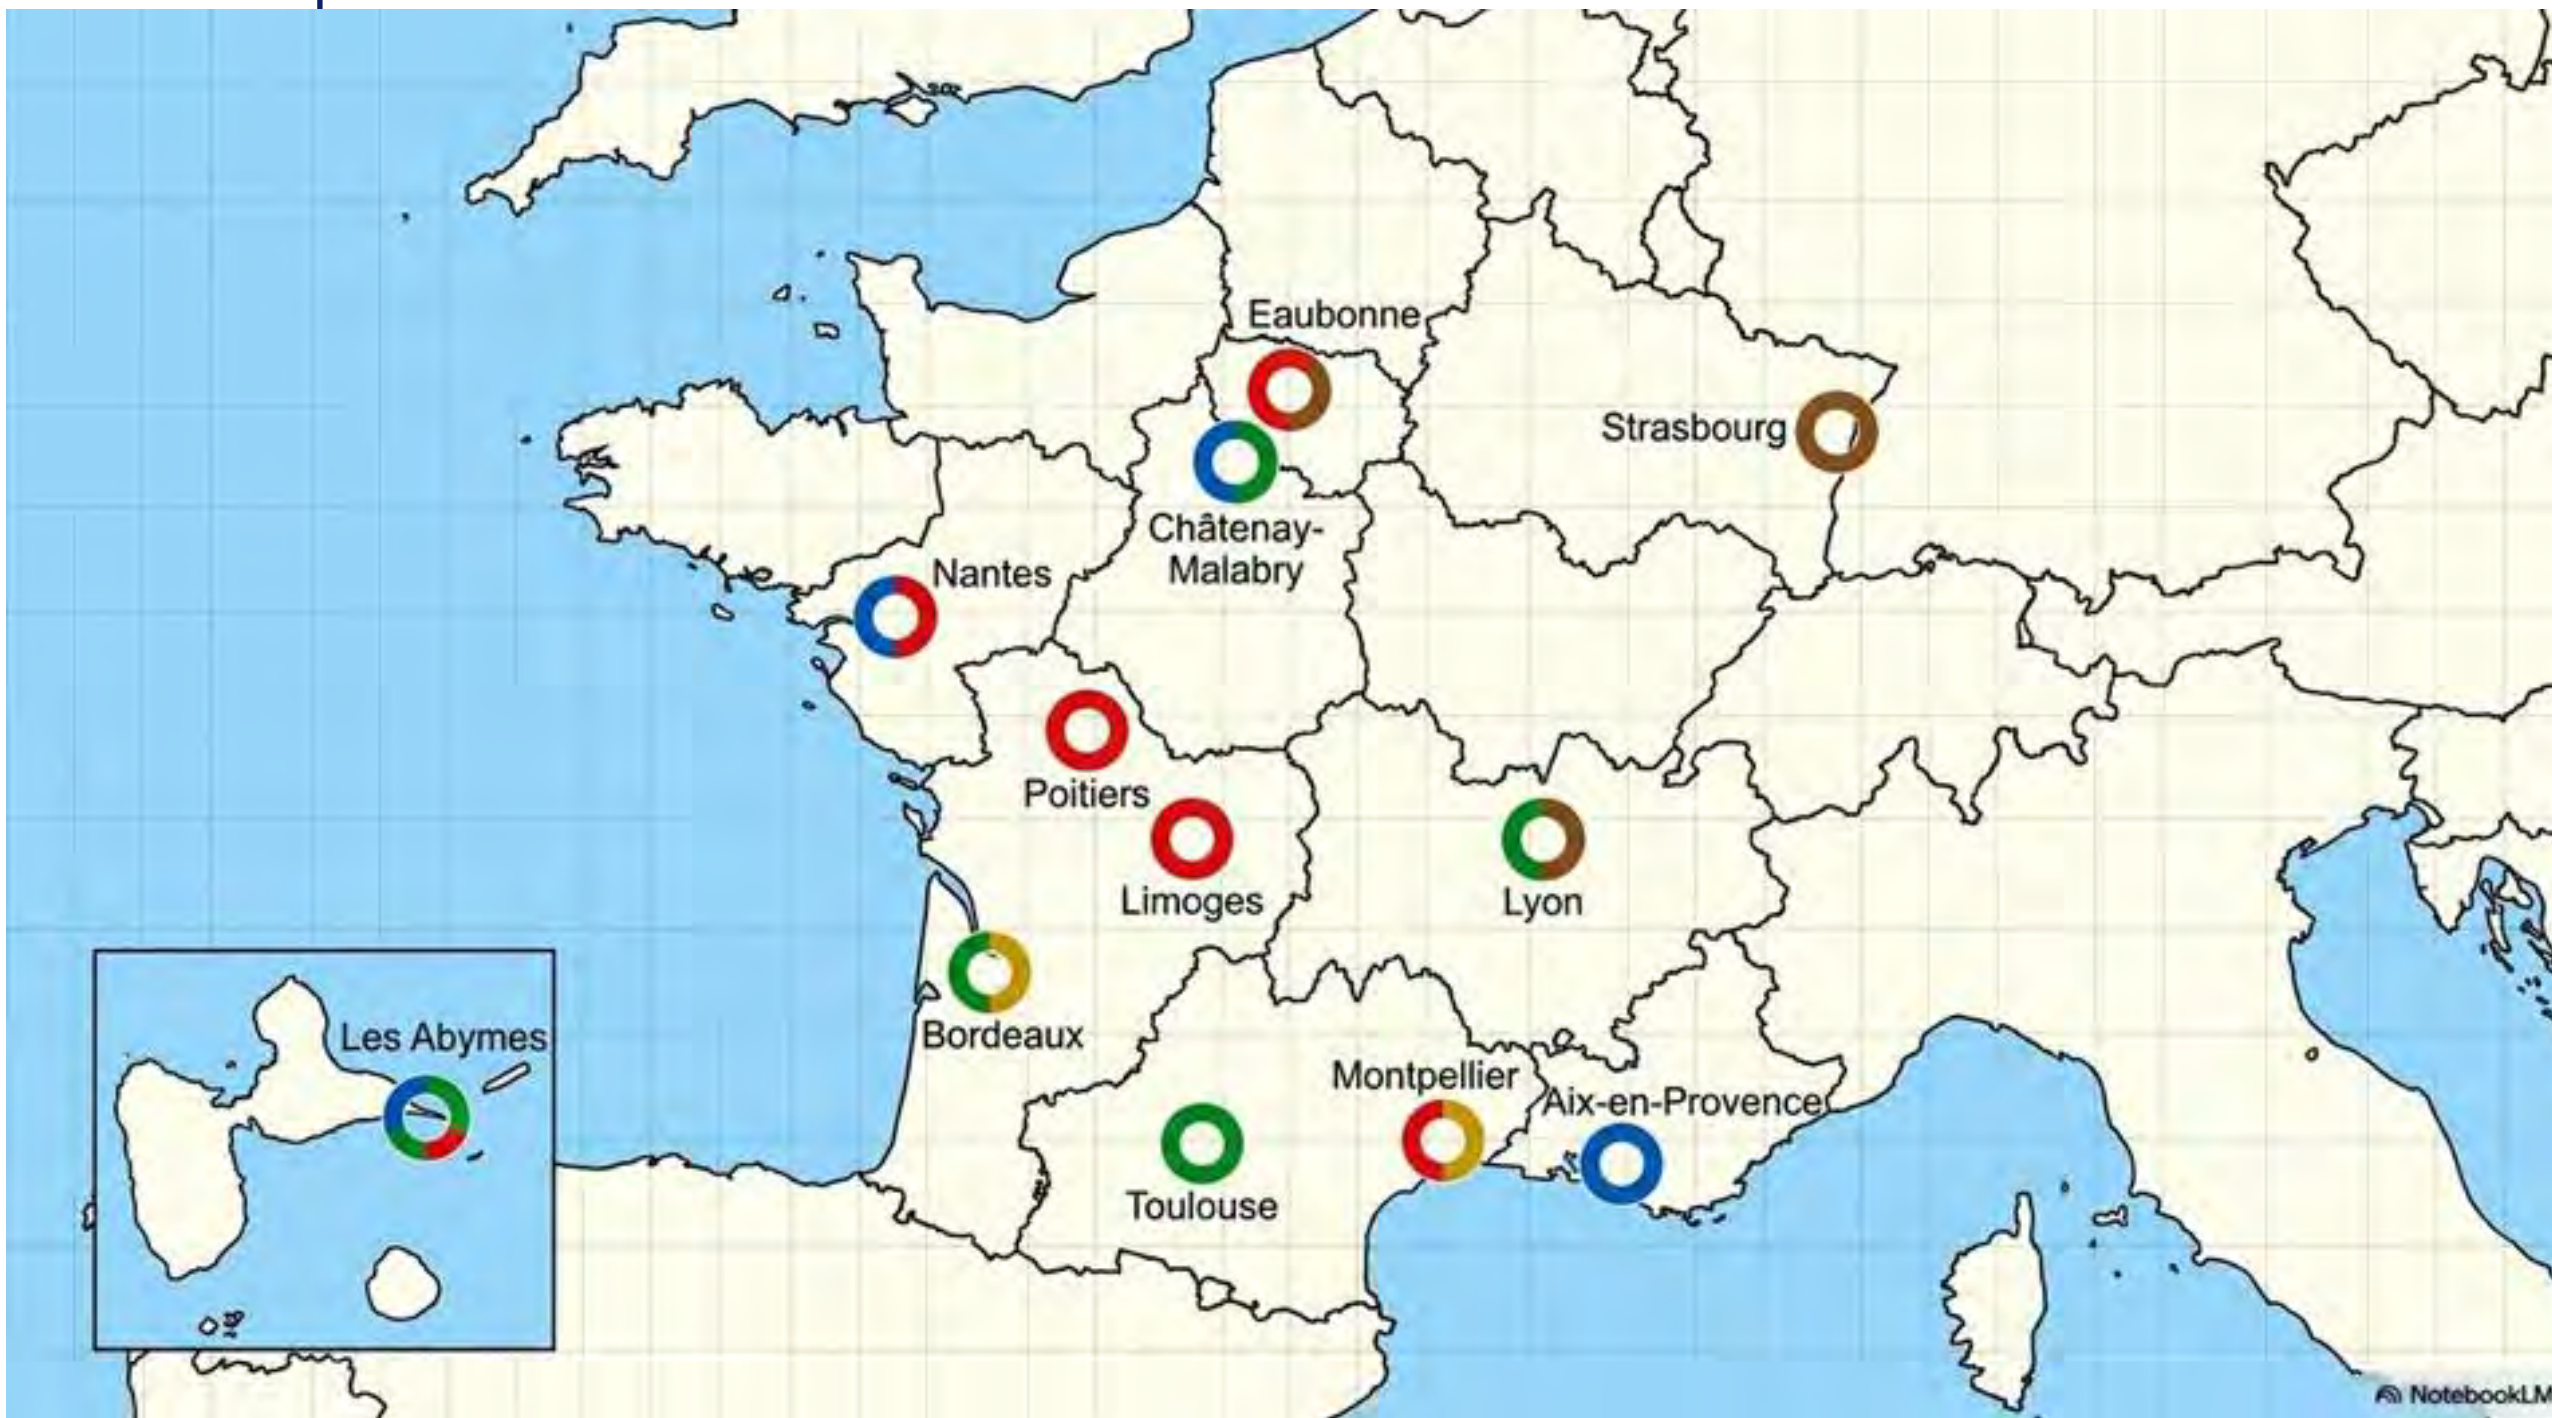 Eaubonne
Strasbourg
Châtenay-
Malabry
Nantes
Poitiers
Limoges
Lyon
Bordeaux
Les Abymes
Montpellier
Aix-en-Provence
Toulouse
NotebookLM